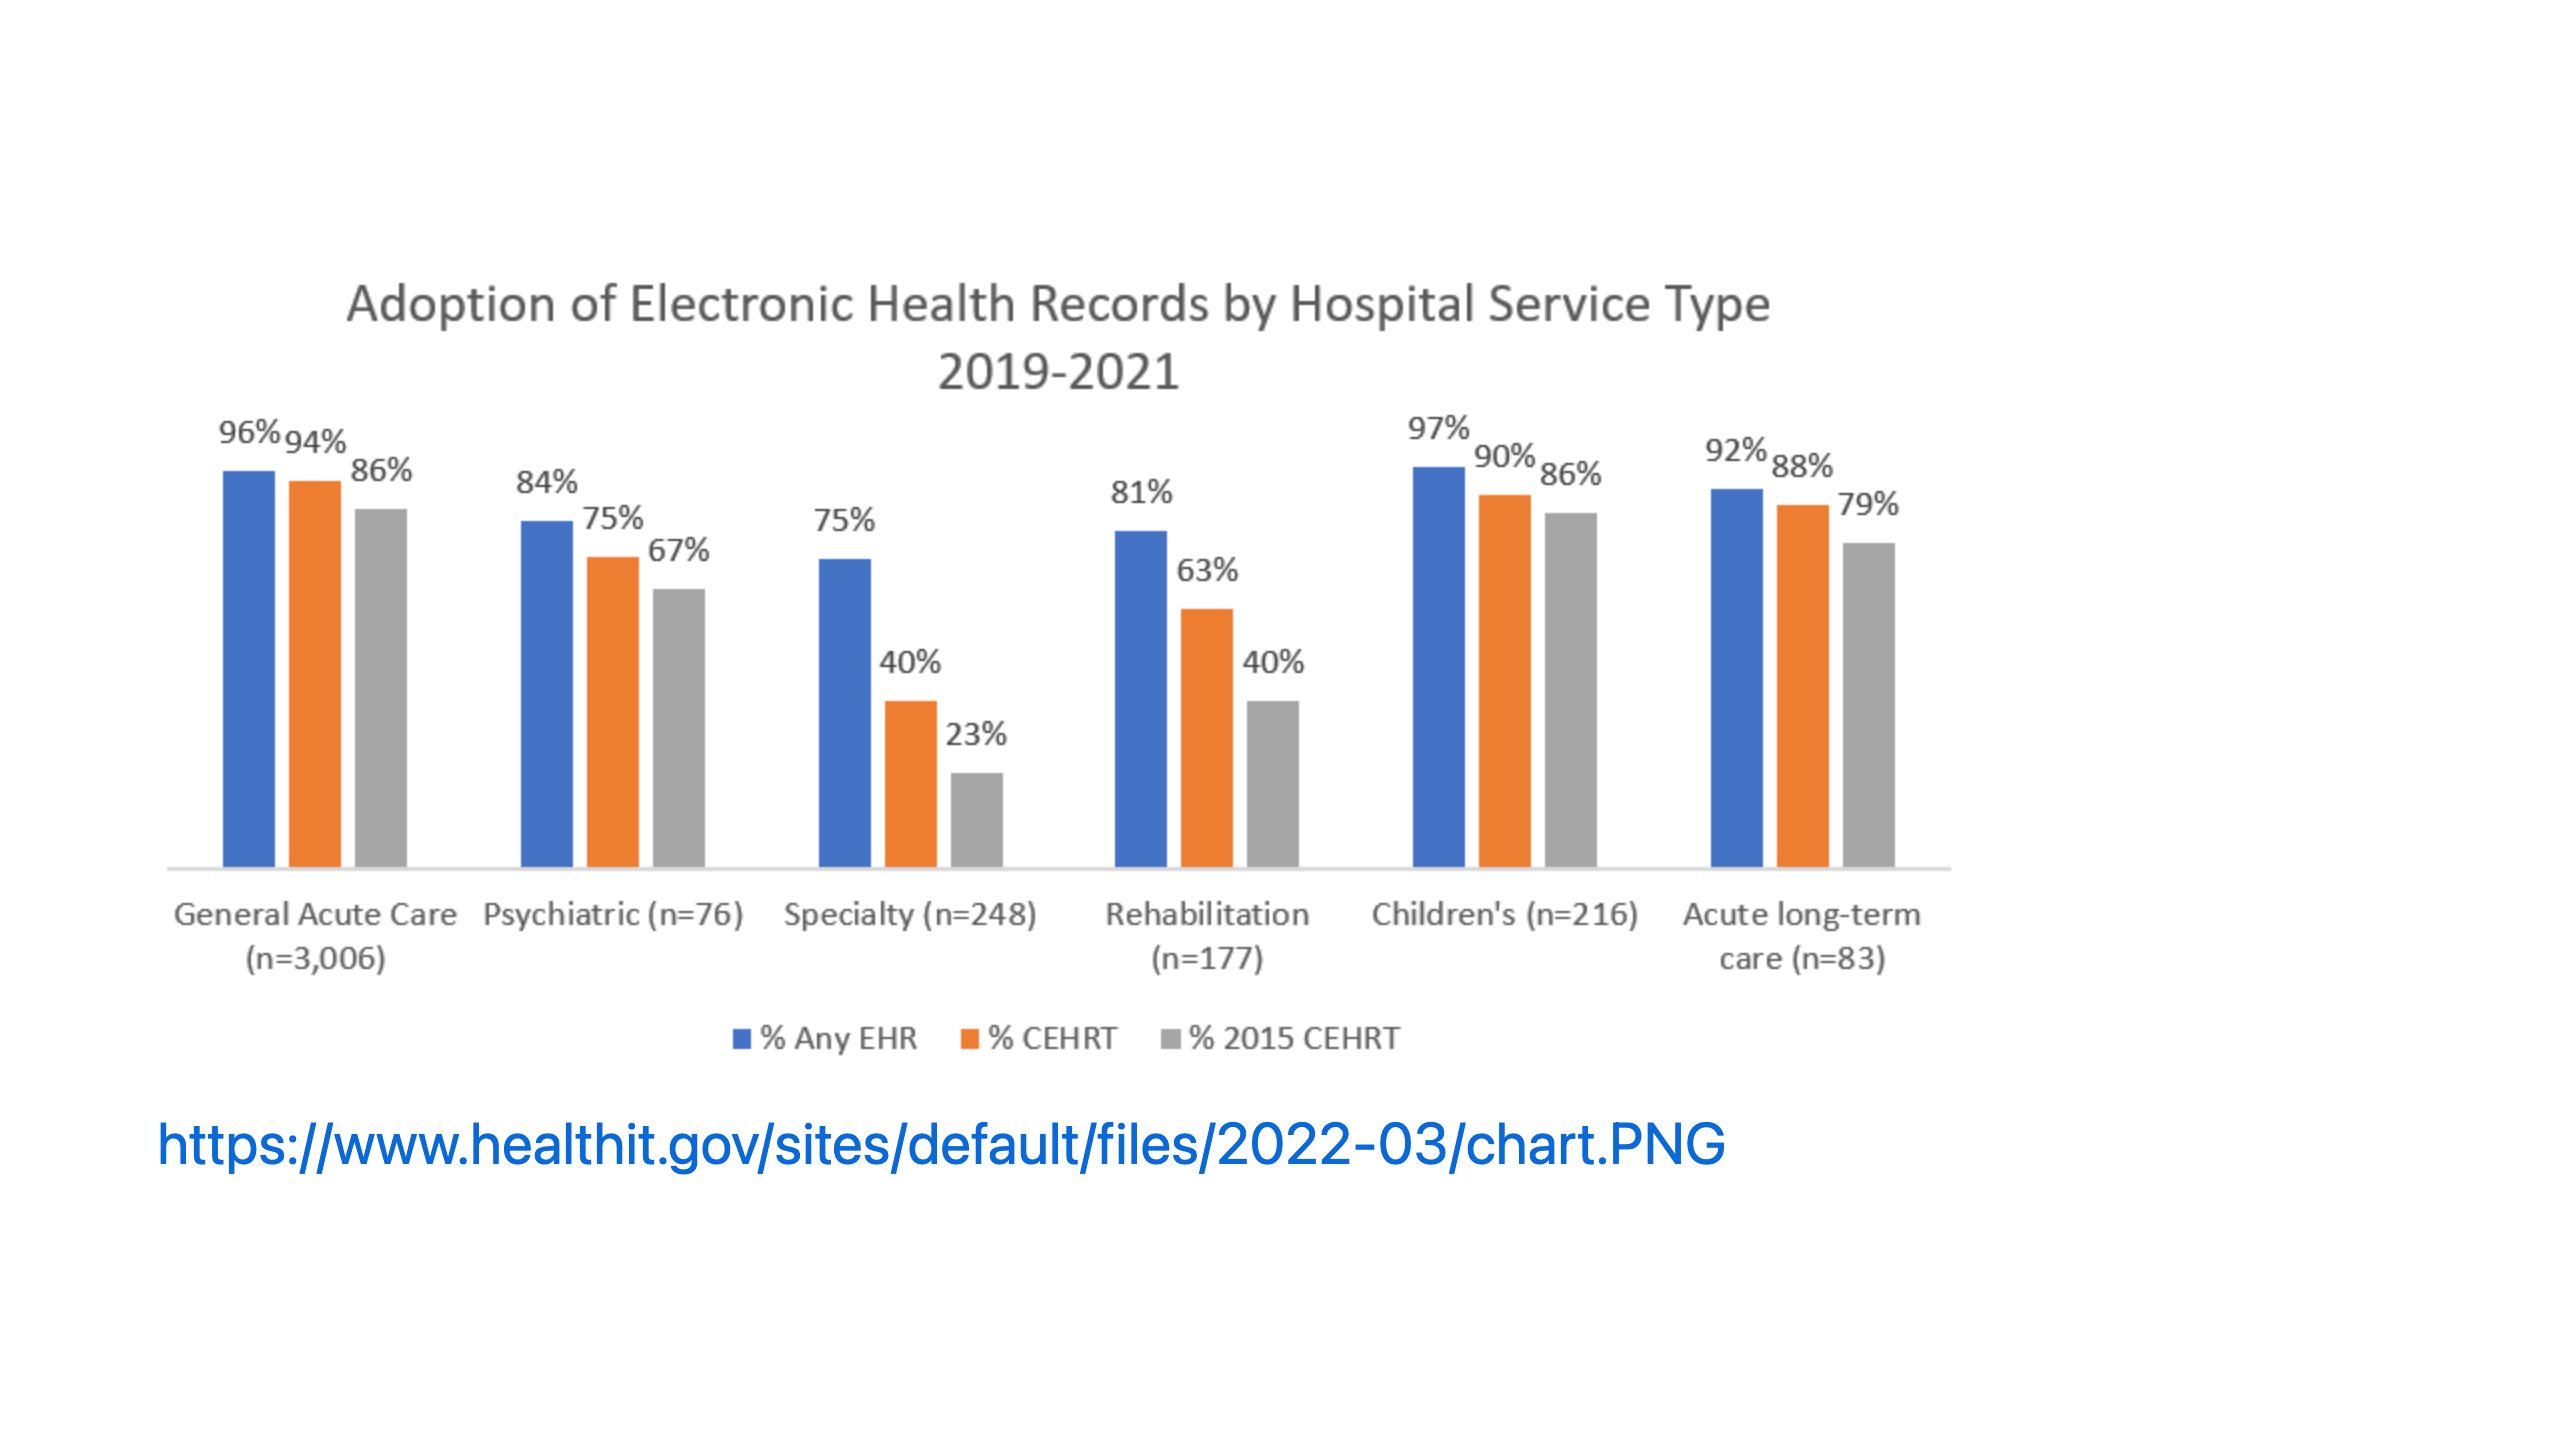 Adoption of Electronic Health Records by Hospital Service Type
2019-2021
96% 94% 86% 84% 75% 67% 75% 40% 23% 81% 63% 40% 97% 90% 86% 92% 88% 79%
General Acute Care Psychiatric (n=76) Specialty (n=248) Rehabilitation Children's (n=216) Acute long-term
(n=3,006) (n=177) care (n=83)
% Any EHR % CEHRT % 2015 CEHRT
https://www.healthit.gov/sites/default/files/2022-03/chart.PNG